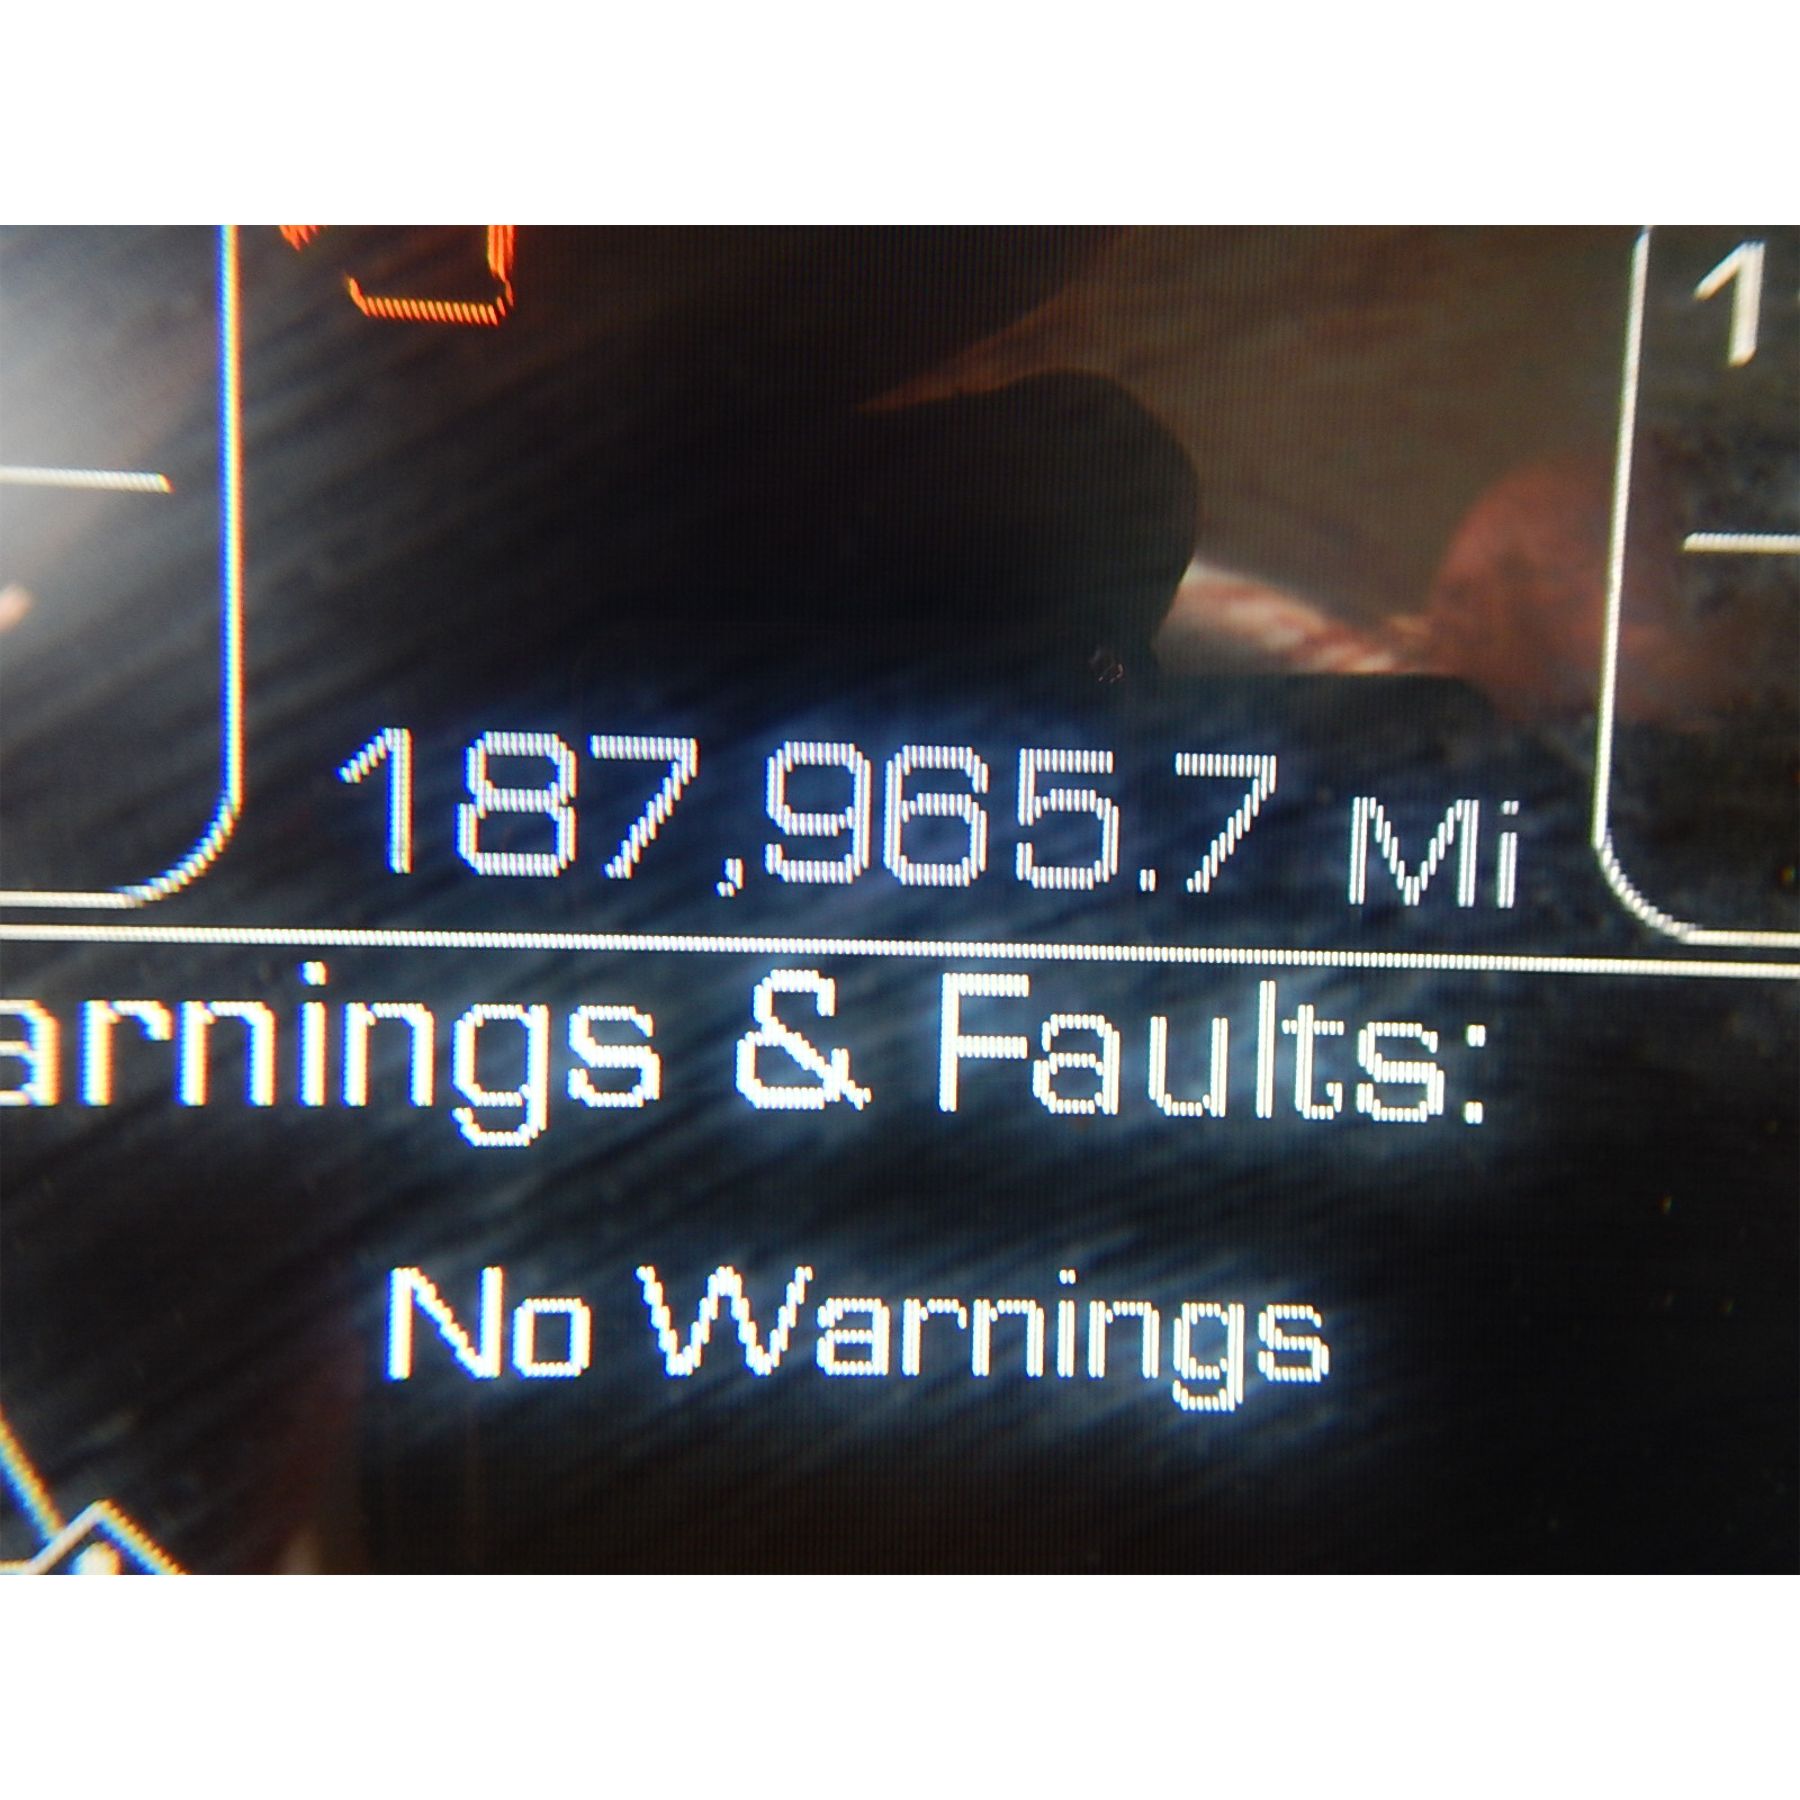 187,965.7 Mi
arnings & Faults:
No Warnings